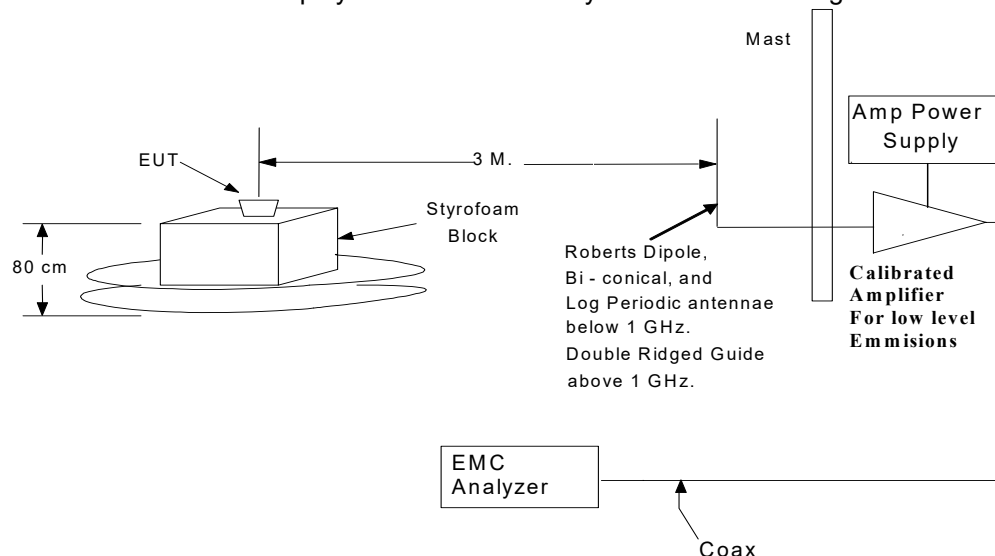 Mast
Amp Power
Supply
EUT
3 M.
Styrofoam
Block
80 cm
Roberts Dipole,
Bi - conical, and
Log Periodic antennae
below 1 GHz.
Double Ridged Guide
above 1 GHz.
Calibrated
Amplifier
For low level
Emmisions
EMC
Analyzer
Coax